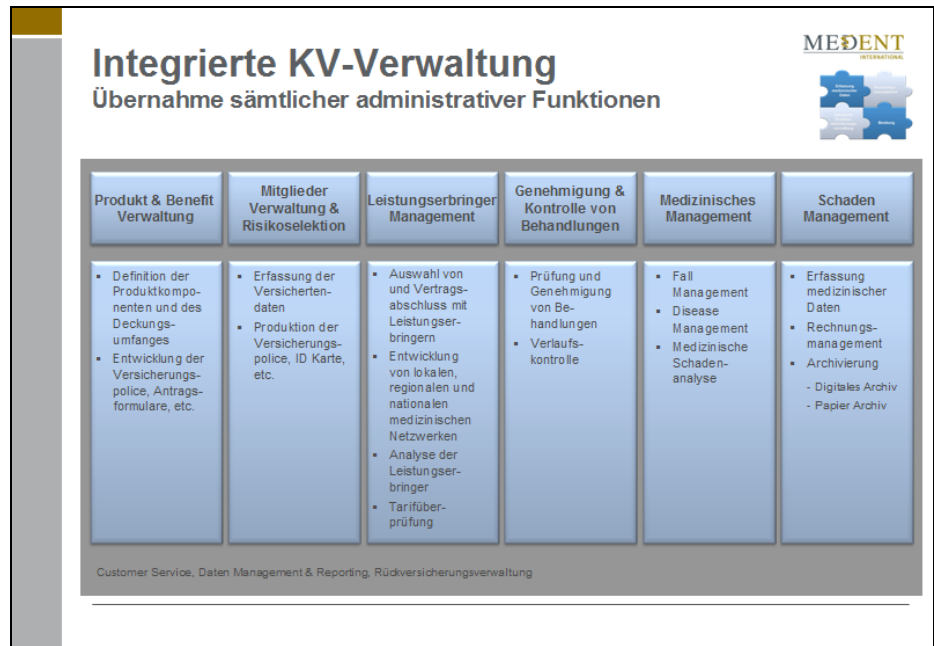 Integrierte KV-Verwaltung
Übernahme sämtlicher administrativer Funktionen
MEDENT
INTERNATIONAL
Erfassung
medizinischer
Daten
Beratung
Produkt & Benefit
Verwaltung
Definition der
Produktkompo-
nenten und des
Deckungs-
umfanges
Entwicklung der
Versicherungs-
police, Antrags-
formulare, etc.
Mitglieder
Verwaltung &
Risikoselektion
Erfassung der
Versicherten-
daten
Produktion der
Versicherungs-
police, ID Karte,
etc.
Leistungserbringer
Management
Auswahl von
und Vertrags-
abschluss mit
Leistungser-
bringern
Entwicklung
von lokalen,
regionalen und
nationalen
medizinischen
Netzwerken
Analyse der
Leistungser-
bringer
Tarifüber-
prüfung
Genehmigung &
Kontrolle von
Behandlungen
Prüfung und
Genehmigung
von Be-
handlungen
Verlaufs-
kontrolle
Medizinisches
Management
Fall
Management
Disease
Management
Medizinische
Schaden-
analyse
Schaden
Management
Erfassung
medizinischer
Daten
Rechnungs-
management
Archivierung
- Digitales Archiv
- Papier Archiv
Customer Service, Daten Management & Reporting, Rückversicherungsverwaltung